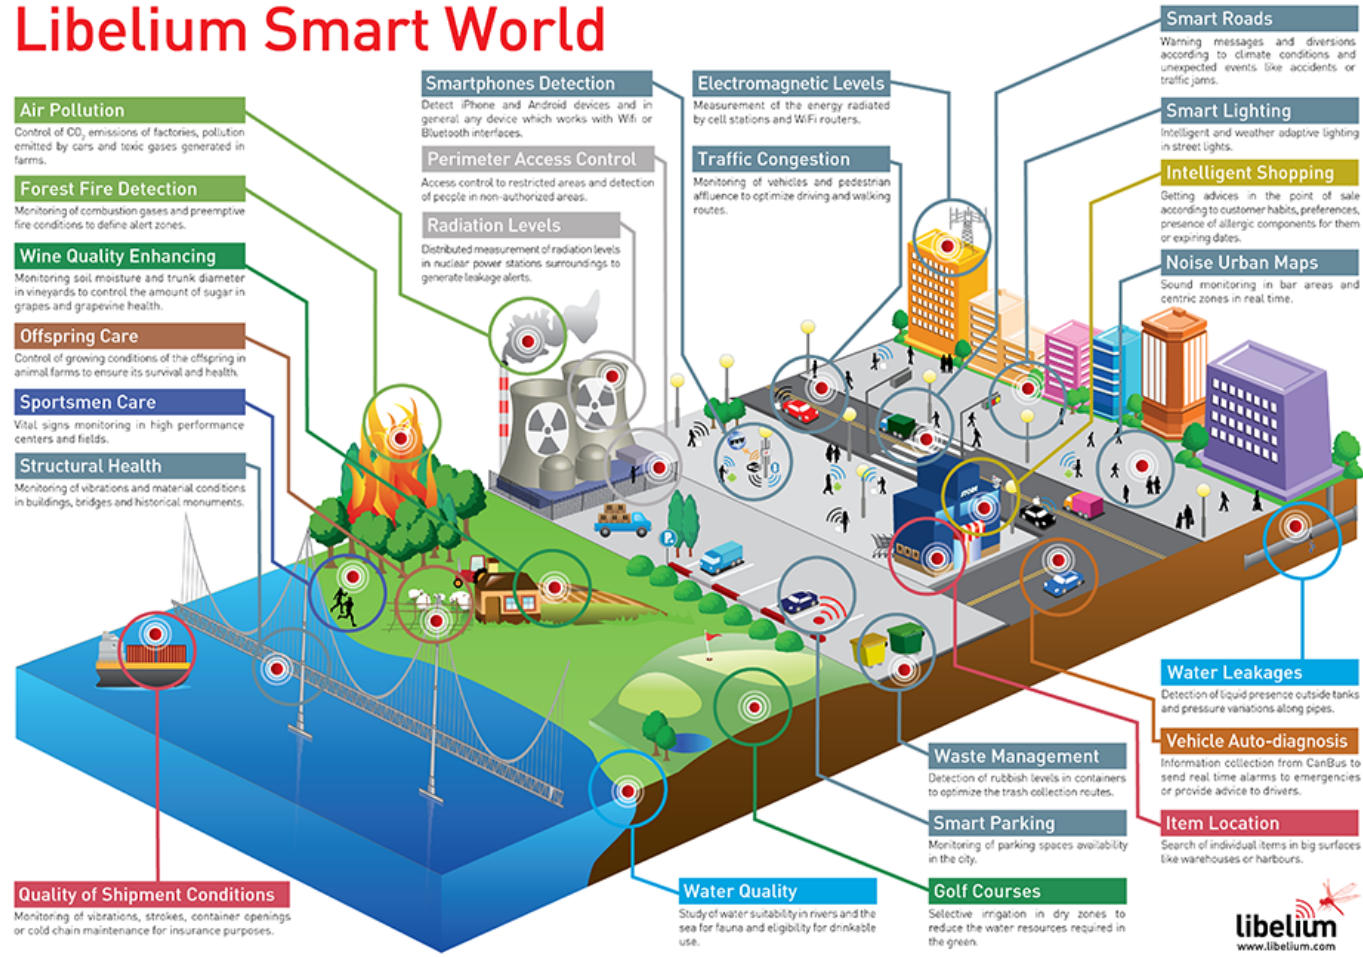 Libelium Smart World
Air Pollution
Control of CO2 emissions of factories, pollution
emitted by cars and toxic gases generated in
farms.
Forest Fire Detection
Monitoring of combustion gases and preemptive
fire conditions to define alert zones.
Wine Quality Enhancing
Monitoring soil moisture and trunk diameter
in vineyards to control the amount of sugar in
grapes and grapevine health.
Offspring Care
Control of growing conditions of the offspring in
animal farms to ensure its survival and health.
Sportsmen Care
Vital signs monitoring in high performance
centers and fields.
Structural Health
Monitoring of vibrations and material conditions
in buildings, bridges and historical monuments.
Quality of Shipment Conditions
Monitoring of vibrations, strokes, container openings
or cold chain maintenance for insurance purposes.
Smartphones Detection
Detect iPhone and Android devices and in
general any device which works with Wifi or
Bluetooth interfaces.
Perimeter Access Control
Access control to restricted areas and detection
of people in non-authorized areas.
Radiation Levels
Distributed measurement of radiation levels
in nuclear power stations surroundings to
generate leakage alerts.
Electromagnetic Levels
Measurement of the energy radiated
by cell stations and WiFi routers.
Traffic Congestion
Monitoring of vehicles and pedestrian
affluence to optimize driving and walking
routes.
Smart Roads
Warning messages and diversions
according to climate conditions and
unexpected events like accidents or
traffic jams.
Smart Lighting
Intelligent and weather adaptive lighting
in street lights.
Intelligent Shopping
Getting advices in the point of sale
according to customer habits, preferences,
presence of allergic components for them
or expiring dates.
Noise Urban Maps
Sound monitoring in bar areas and
centric zones in real time.
STORE
P
Water Leakages
Detection of liquid presence outside tanks
and pressure variations along pipes.
Vehicle Auto-diagnosis
Information collection from CanBus to
send real time alarms to emergencies
or provide advice to drivers.
Item Location
Search of individual items in big surfaces
like warehouses or harbours.
Waste Management
Detection of rubbish levels in containers
to optimize the trash collection routes.
Smart Parking
Monitoring of parking spaces availability
in the city.
Golf Courses
Selective irrigation in dry zones to
reduce the water resources required in
the green.
Water Quality
Study of water suitability in rivers and the
sea for fauna and eligibility for drinkable
use.
libelium
www.libelium.com